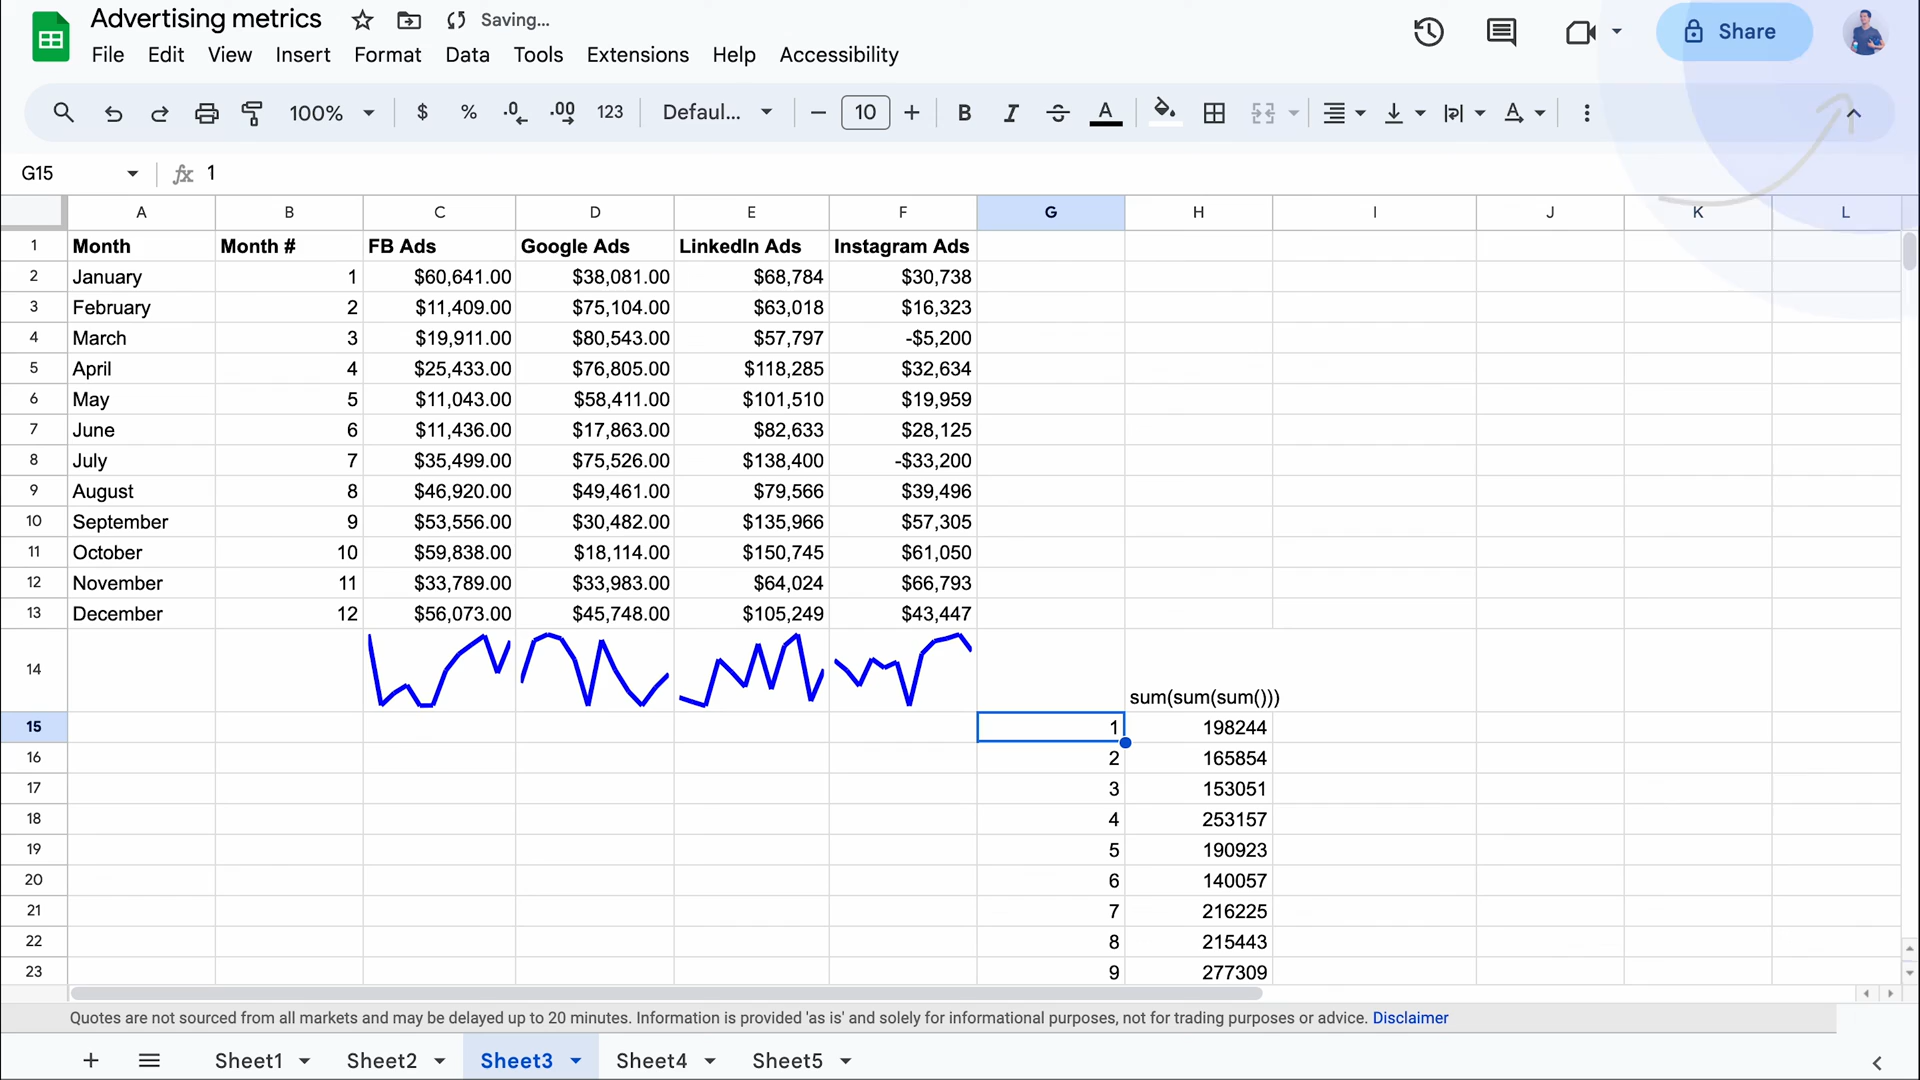 Advertising metrics Saving...
File Edit View Insert Format Data Tools Extensions Help Accessibility
Share
100% $ % .0 .00 123 Defaul... 10 B I A A
G15 fx 1
A B C D E F G H I J K L
1 Month Month # FB Ads Google Ads LinkedIn Ads Instagram Ads
2 January 1 $60,641.00 $38,081.00 $68,784 $30,738
3 February 2 $11,409.00 $75,104.00 $63,018 $16,323
4 March 3 $19,911.00 $80,543.00 $57,797 -$5,200
5 April 4 $25,433.00 $76,805.00 $118,285 $32,634
6 May 5 $11,043.00 $58,411.00 $101,510 $19,959
7 June 6 $11,436.00 $17,863.00 $82,633 $28,125
8 July 7 $35,499.00 $75,526.00 $138,400 -$33,200
9 August 8 $46,920.00 $49,461.00 $79,566 $39,496
10 September 9 $53,556.00 $30,482.00 $135,966 $57,305
11 October 10 $59,838.00 $18,114.00 $150,745 $61,050
12 November 11 $33,789.00 $33,983.00 $64,024 $66,793
13 December 12 $56,073.00 $45,748.00 $105,249 $43,447
14 sum(sum(sum()))
15 1 198244
16 2 165854
17 3 153051
18 4 253157
19 5 190923
20 6 140057
21 7 216225
22 8 215443
23 9 277309
Quotes are not sourced from all markets and may be delayed up to 20 minutes. Information is provided 'as is' and solely for informational purposes, not for trading purposes or advice. Disclaimer
Sheet1 Sheet2 Sheet3 Sheet4 Sheet5